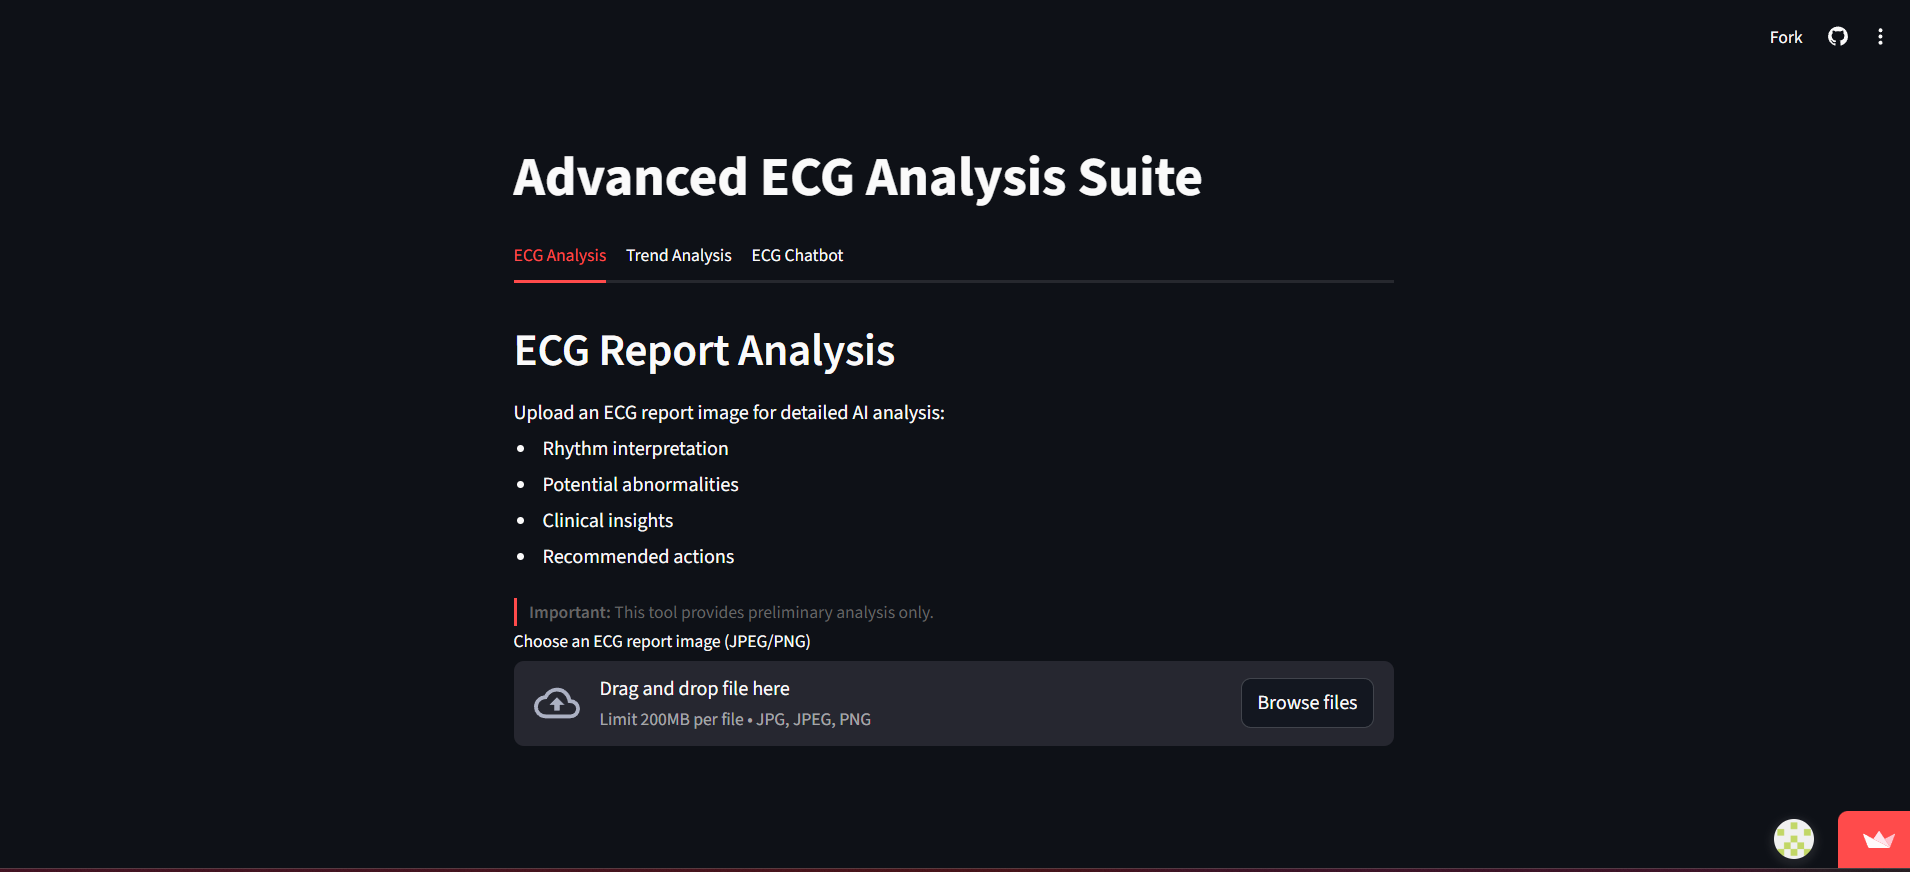 Fork
Advanced ECG Analysis Suite
ECG Analysis Trend Analysis ECG Chatbot
ECG Report Analysis
Upload an ECG report image for detailed AI analysis:
• Rhythm interpretation
• Potential abnormalities
• Clinical insights
• Recommended actions
Important: This tool provides preliminary analysis only.
Choose an ECG report image (JPEG/PNG)
Drag and drop file here
Limit 200MB per file • JPG, JPEG, PNG
Browse files